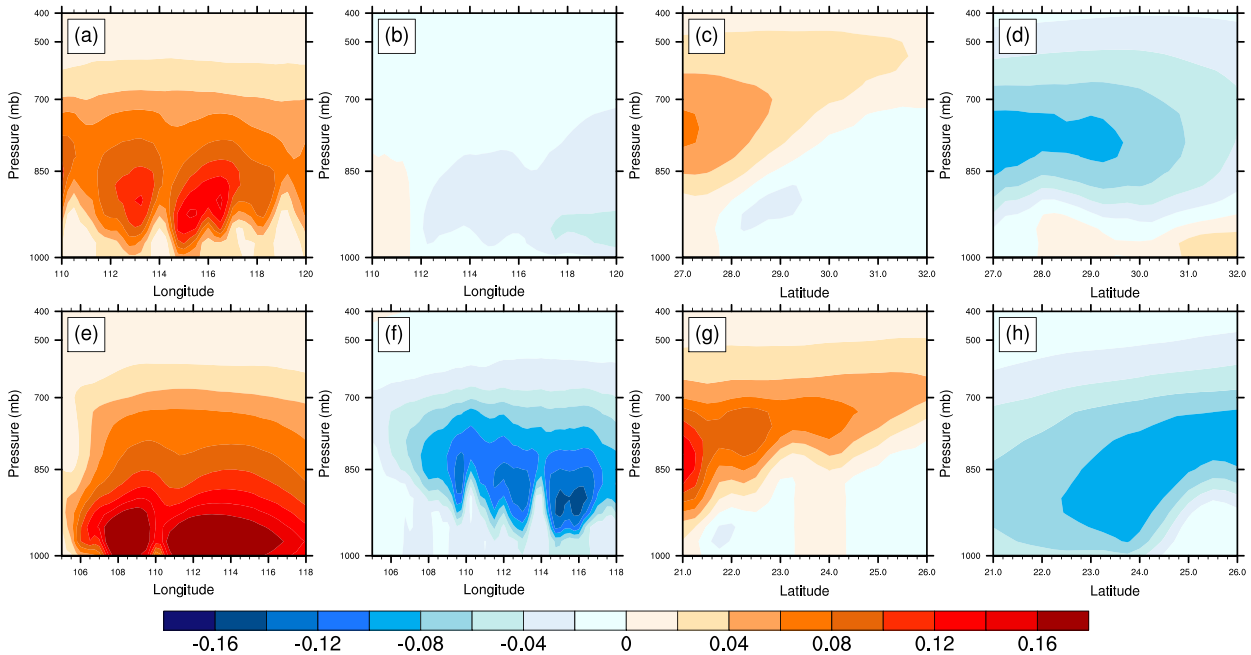 (a) (b) (c) (d)
400 400 400 400
500 500 500 500
700 700 700 700
850 850 850 850
1000 1000 1000 1000
Pressure (mb) Pressure (mb) Pressure (mb) Pressure (mb)
110 112 114 116 118 120 110 112 114 116 118 120 27.0 28.0 29.0 30.0 31.0 32.0 27.0 28.0 29.0 30.0 31.0 32.0
Longitude Longitude Latitude Latitude
(e) (f) (g) (h)
400 400 400 400
500 500 500 500
700 700 700 700
850 850 850 850
1000 1000 1000 1000
Pressure (mb) Pressure (mb) Pressure (mb) Pressure (mb)
106 108 110 112 114 116 118 106 108 110 112 114 116 118 21.0 22.0 23.0 24.0 25.0 26.0 21.0 22.0 23.0 24.0 25.0 26.0
Longitude Longitude Latitude Latitude
-0.16 -0.12 -0.08 -0.04 0 0.04 0.08 0.12 0.16